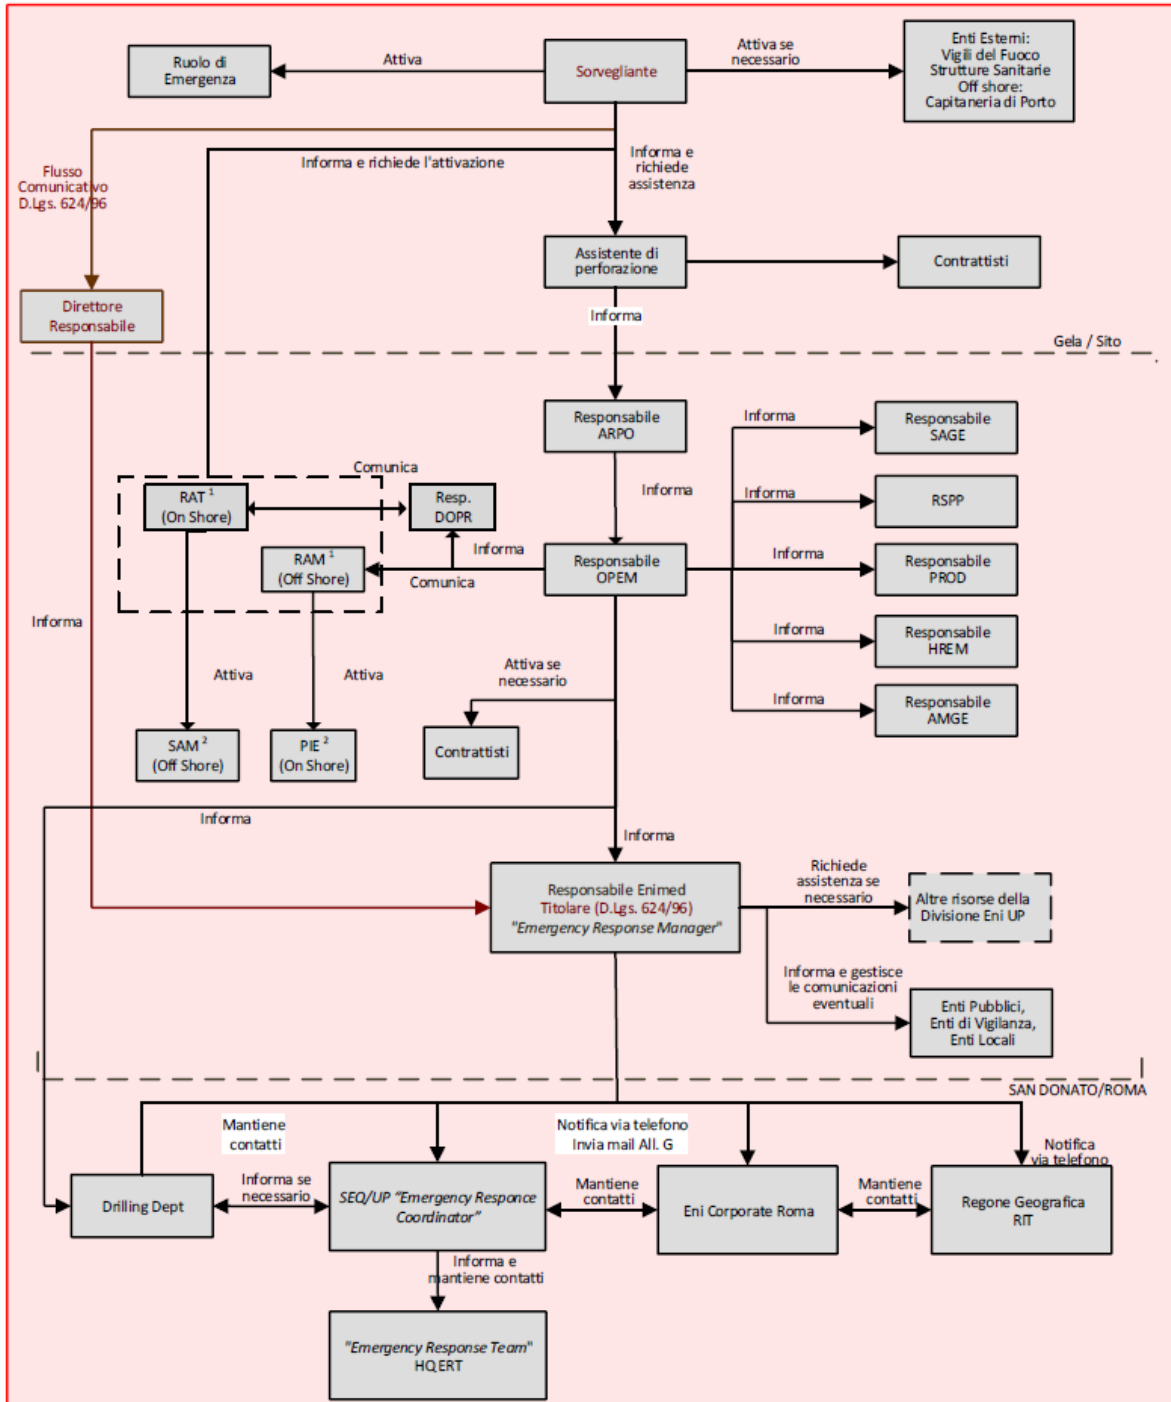 Ruolo di
Emergenza
Attiva
Sorvegliante
Attiva se
necessario
Enti Esterni:
Vigili del Fuoco
Strutture Sanitarie
Off shore:
Capitaneria di Porto
Flusso
Comunicativo
D.Lgs. 624/96
Informa e richiede l'attivazione
Informa e
richiede
assistenza
Assistente di
perforazione
Contrattisti
Direttore
Responsabile
Informa
Gela / Sito
Responsabile
ARPO
Informa
Responsabile
SAGE
Comunica
RAT 1
(On Shore)
Resp.
DOPR
Informa
Informa
RSPP
RAM 1
(Off Shore)
Informa
Comunica
Responsabile
OPEM
Informa
Responsabile
PROD
Informa
Informa
Responsabile
HREM
Attiva
Attiva
Attiva se
necessario
Informa
Responsabile
AMGE
SAM 2
(Off Shore)
PIE 2
(On Shore)
Contrattisti
Informa
Informa
Responsabile Enimed
Titolare (D.Lgs. 624/96)
"Emergency Response Manager"
Richiede
assistenza se
necessario
Altre risorse della
Divisione Eni UP
Informa e gestisce
le comunicazioni
eventuali
Enti Pubblici,
Enti di Vigilanza,
Enti Locali
SAN DONATO/ROMA
Mantiene
contatti
Notifica via telefono
Invia mail All. G
Notifica
via telefono
Drilling Dept
Informa se
necessario
SEQ/UP "Emergency Responce
Coordinator"
Mantiene
contatti
Eni Corporate Roma
Mantiene
contatti
Regone Geografica
RIT
Informa e
mantiene contatti
"Emergency Response Team"
HQ ERT